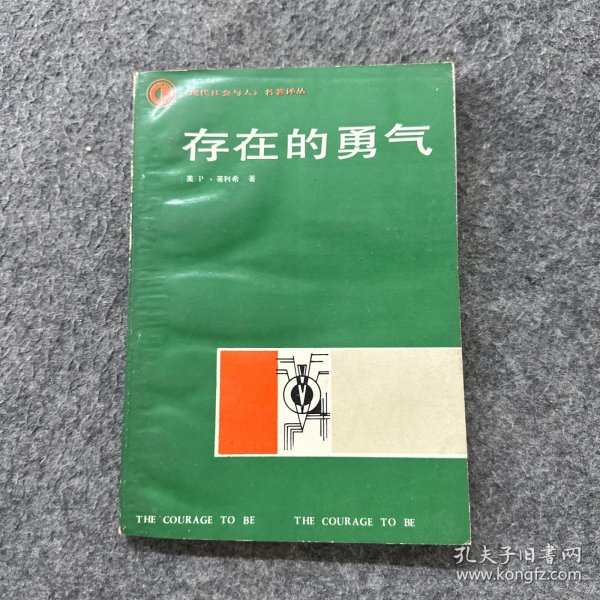 《现代社会与人》名著译丛
存在的勇气
美 P·蒂利希 著
THE COURAGE TO BE THE COURAGE TO BE
孔夫子旧书网
www.kongfz.com